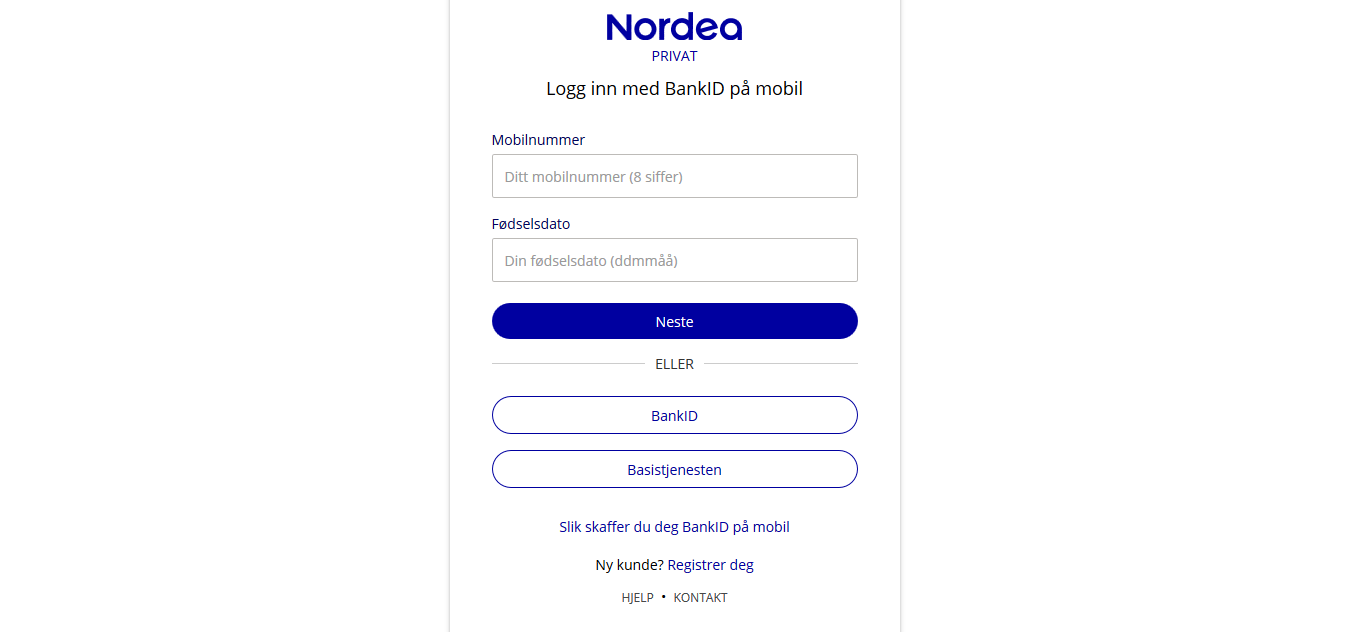 Nordea
PRIVAT
Logg inn med BankID på mobil
Mobilnummer
Ditt mobilnummer (8 siffer)
Fødselsdato
Din fødselsdato (ddmmåå)
Neste
ELLER
BankID
Basistjenesten
Slik skaffer du deg BankID på mobil
Ny kunde? Registrer deg
HJELP • KONTAKT